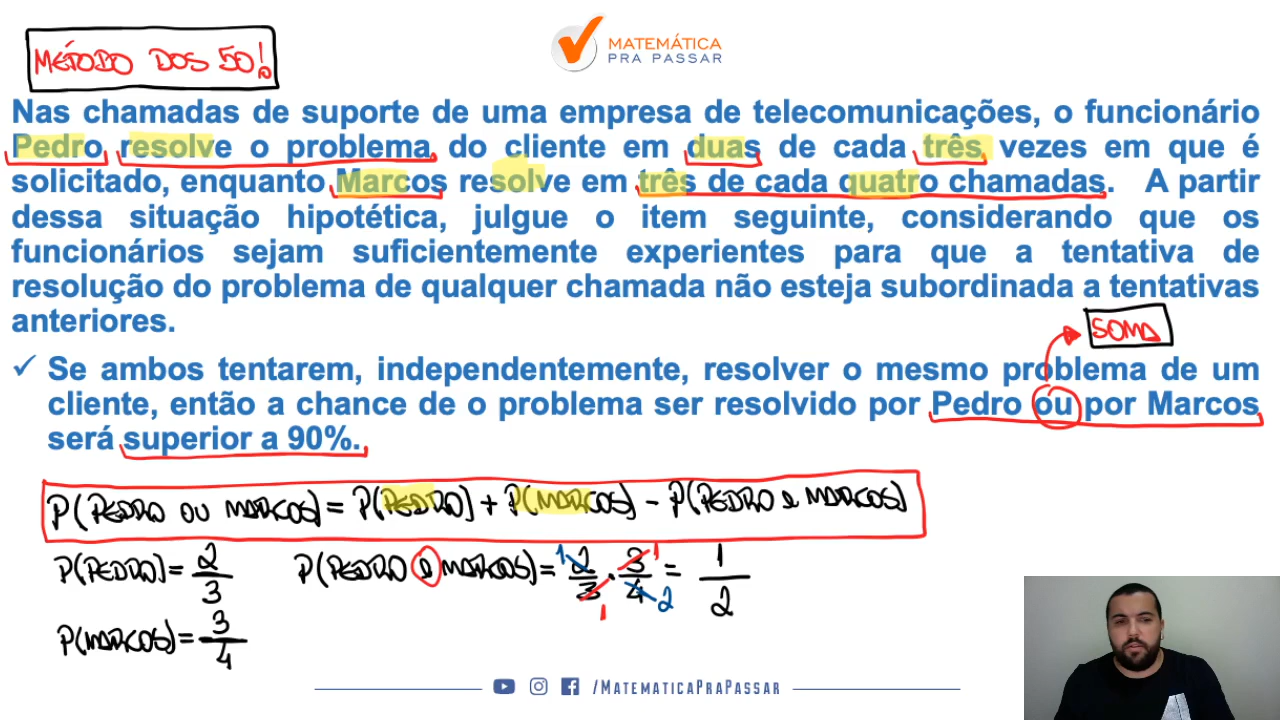 MÉTODO DOS 50!
MATEMÁTICA
PRA PASSAR
Nas chamadas de suporte de uma empresa de telecomunicações, o funcionário
Pedro resolve o problema do cliente em duas de cada três vezes em que é
solicitado, enquanto Marcos resolve em três de cada quatro chamadas. A partir
dessa situação hipotética, julgue o item seguinte, considerando que os
funcionários sejam suficientemente experientes para que a tentativa de
resolução do problema de qualquer chamada não esteja subordinada a tentativas
anteriores.
SOMA
✓ Se ambos tentarem, independentemente, resolver o mesmo problema de um
cliente, então a chance de o problema ser resolvido por Pedro ou por Marcos
será superior a 90%.
P(PEDRO OU MARCOS) = P(PEDRO) + P(MARCOS) - P(PEDRO e MARCOS)
P(PEDRO) = 2/3
P(PEDRO e MARCOS) = 2/3 · 3/4 = 1/2
1 1
1 2
P(MARCOS) = 3/4
/MATEMATICAPRAPASSAR